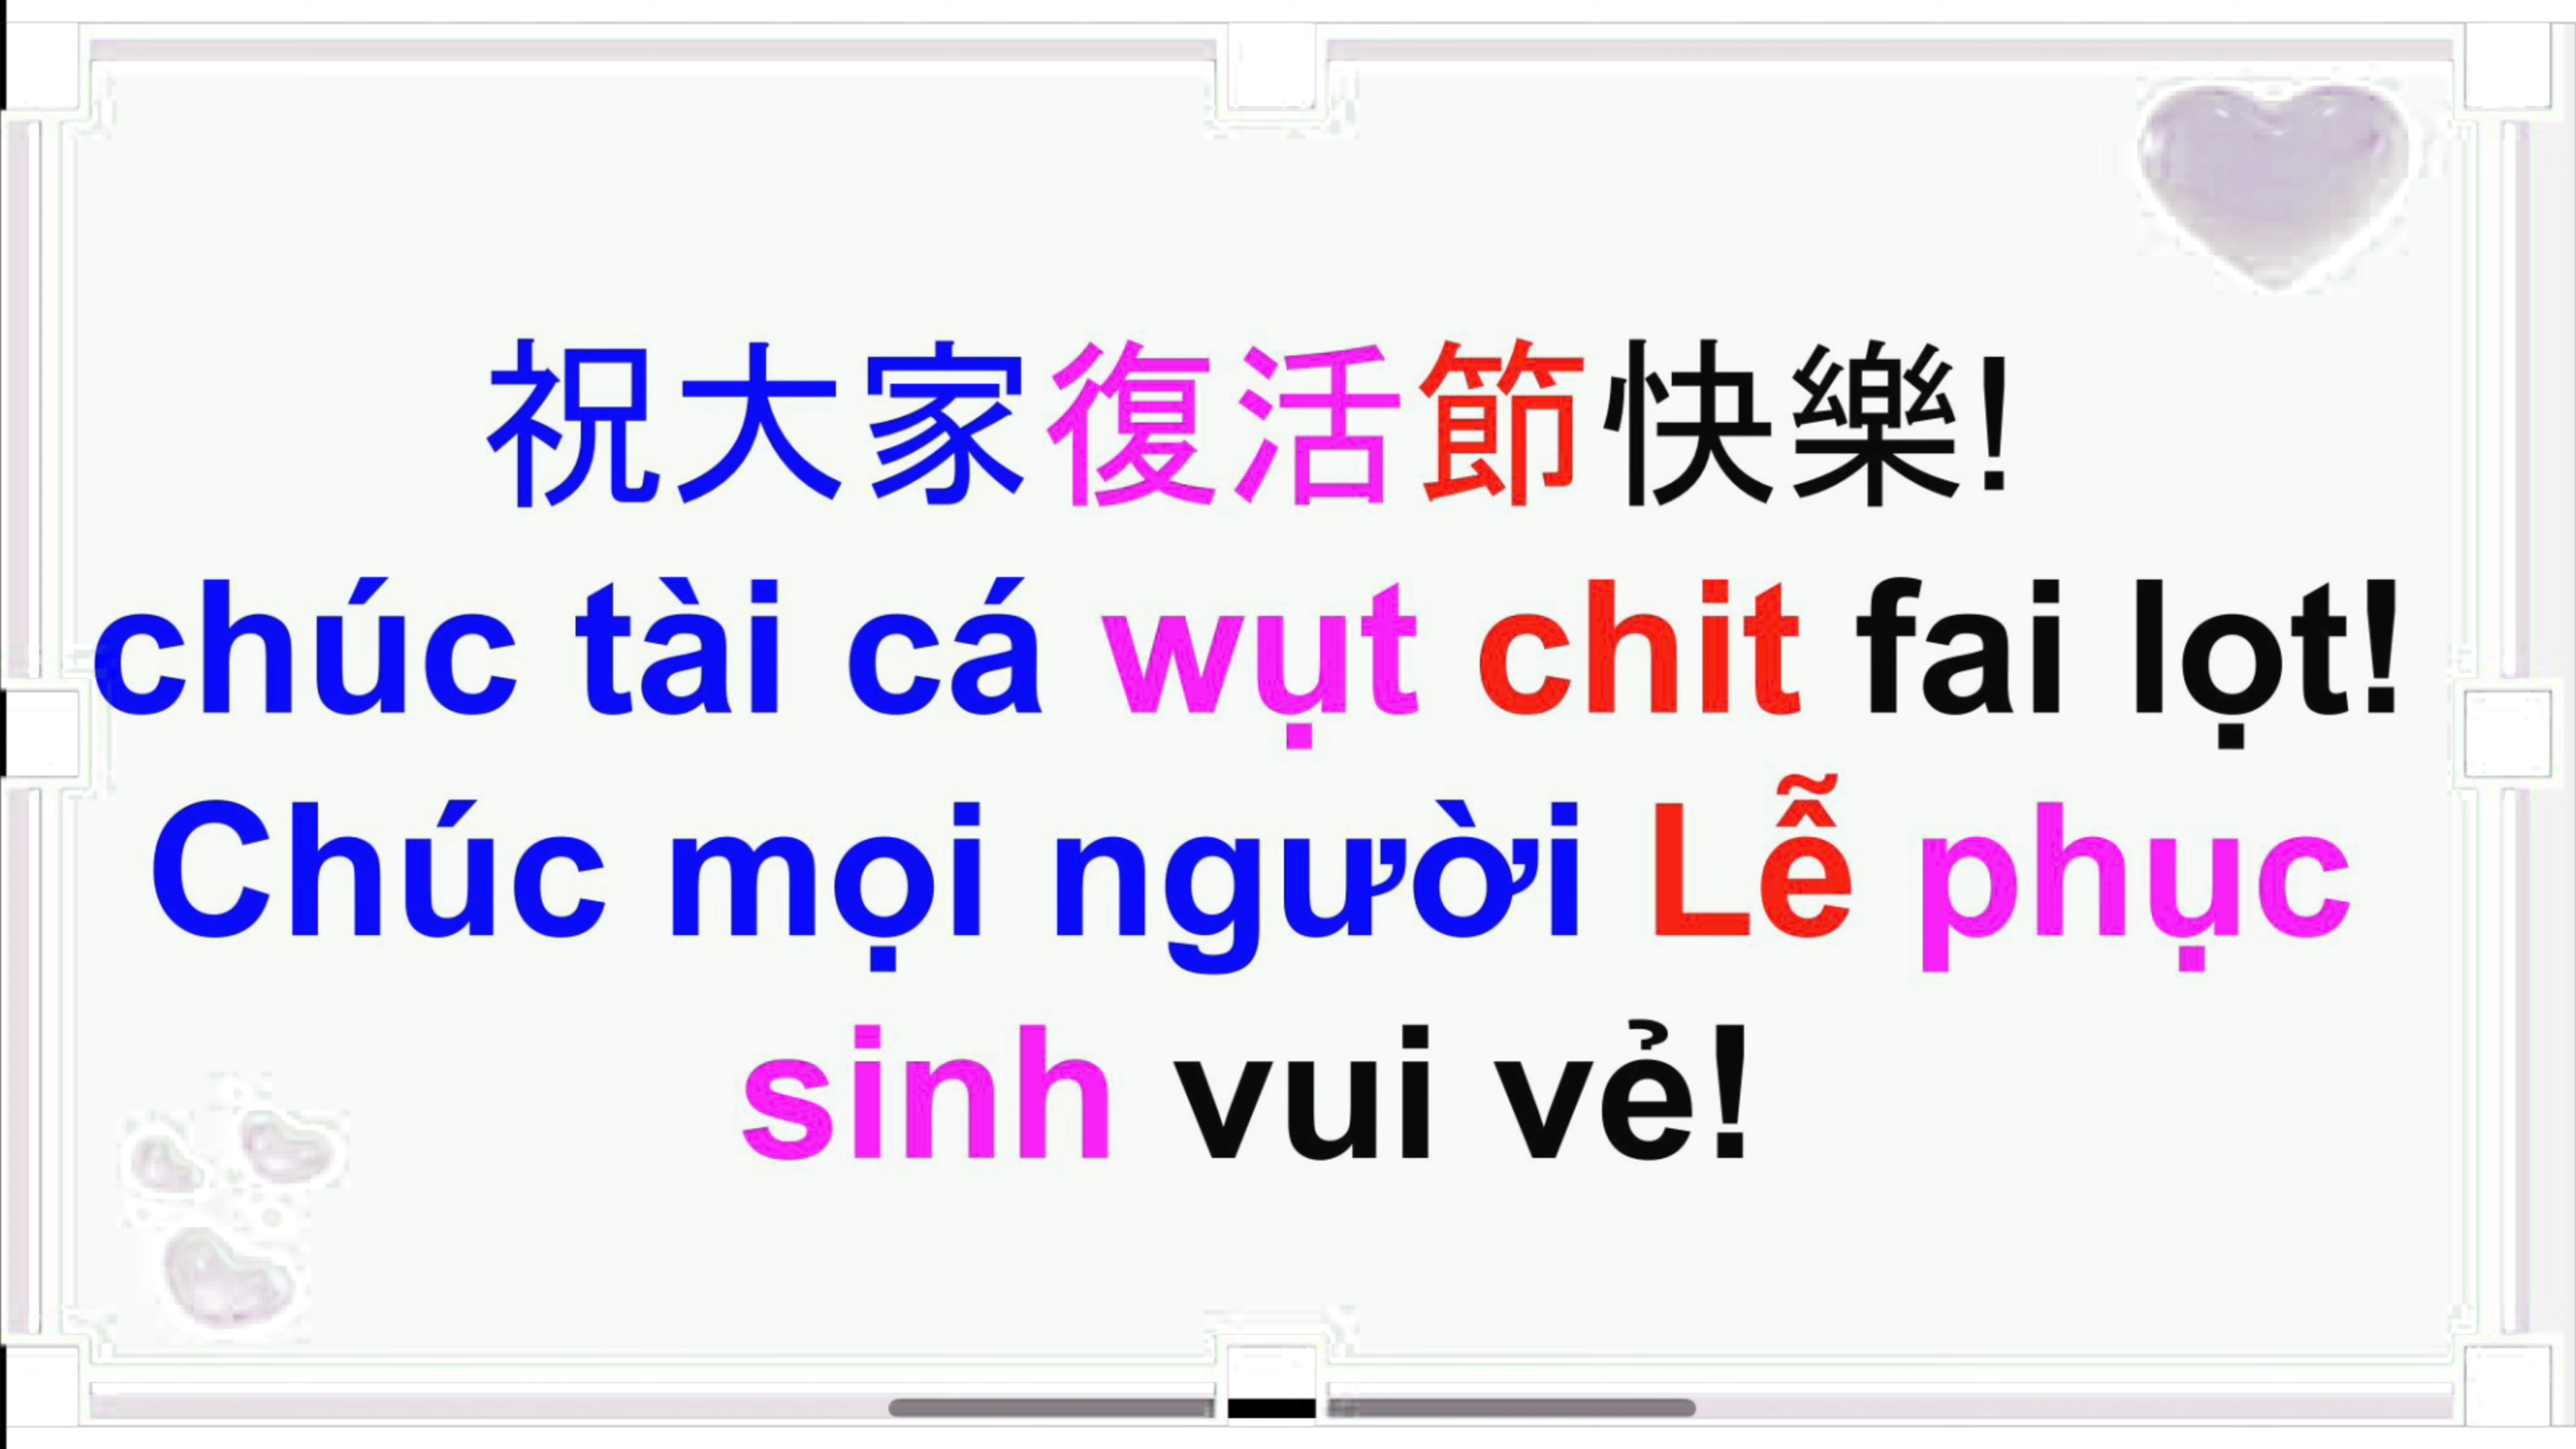 祝大家復活節快樂!
chúc tài cá wụt chit fai lọt!
Chúc mọi người Lễ phục
sinh vui vẻ!